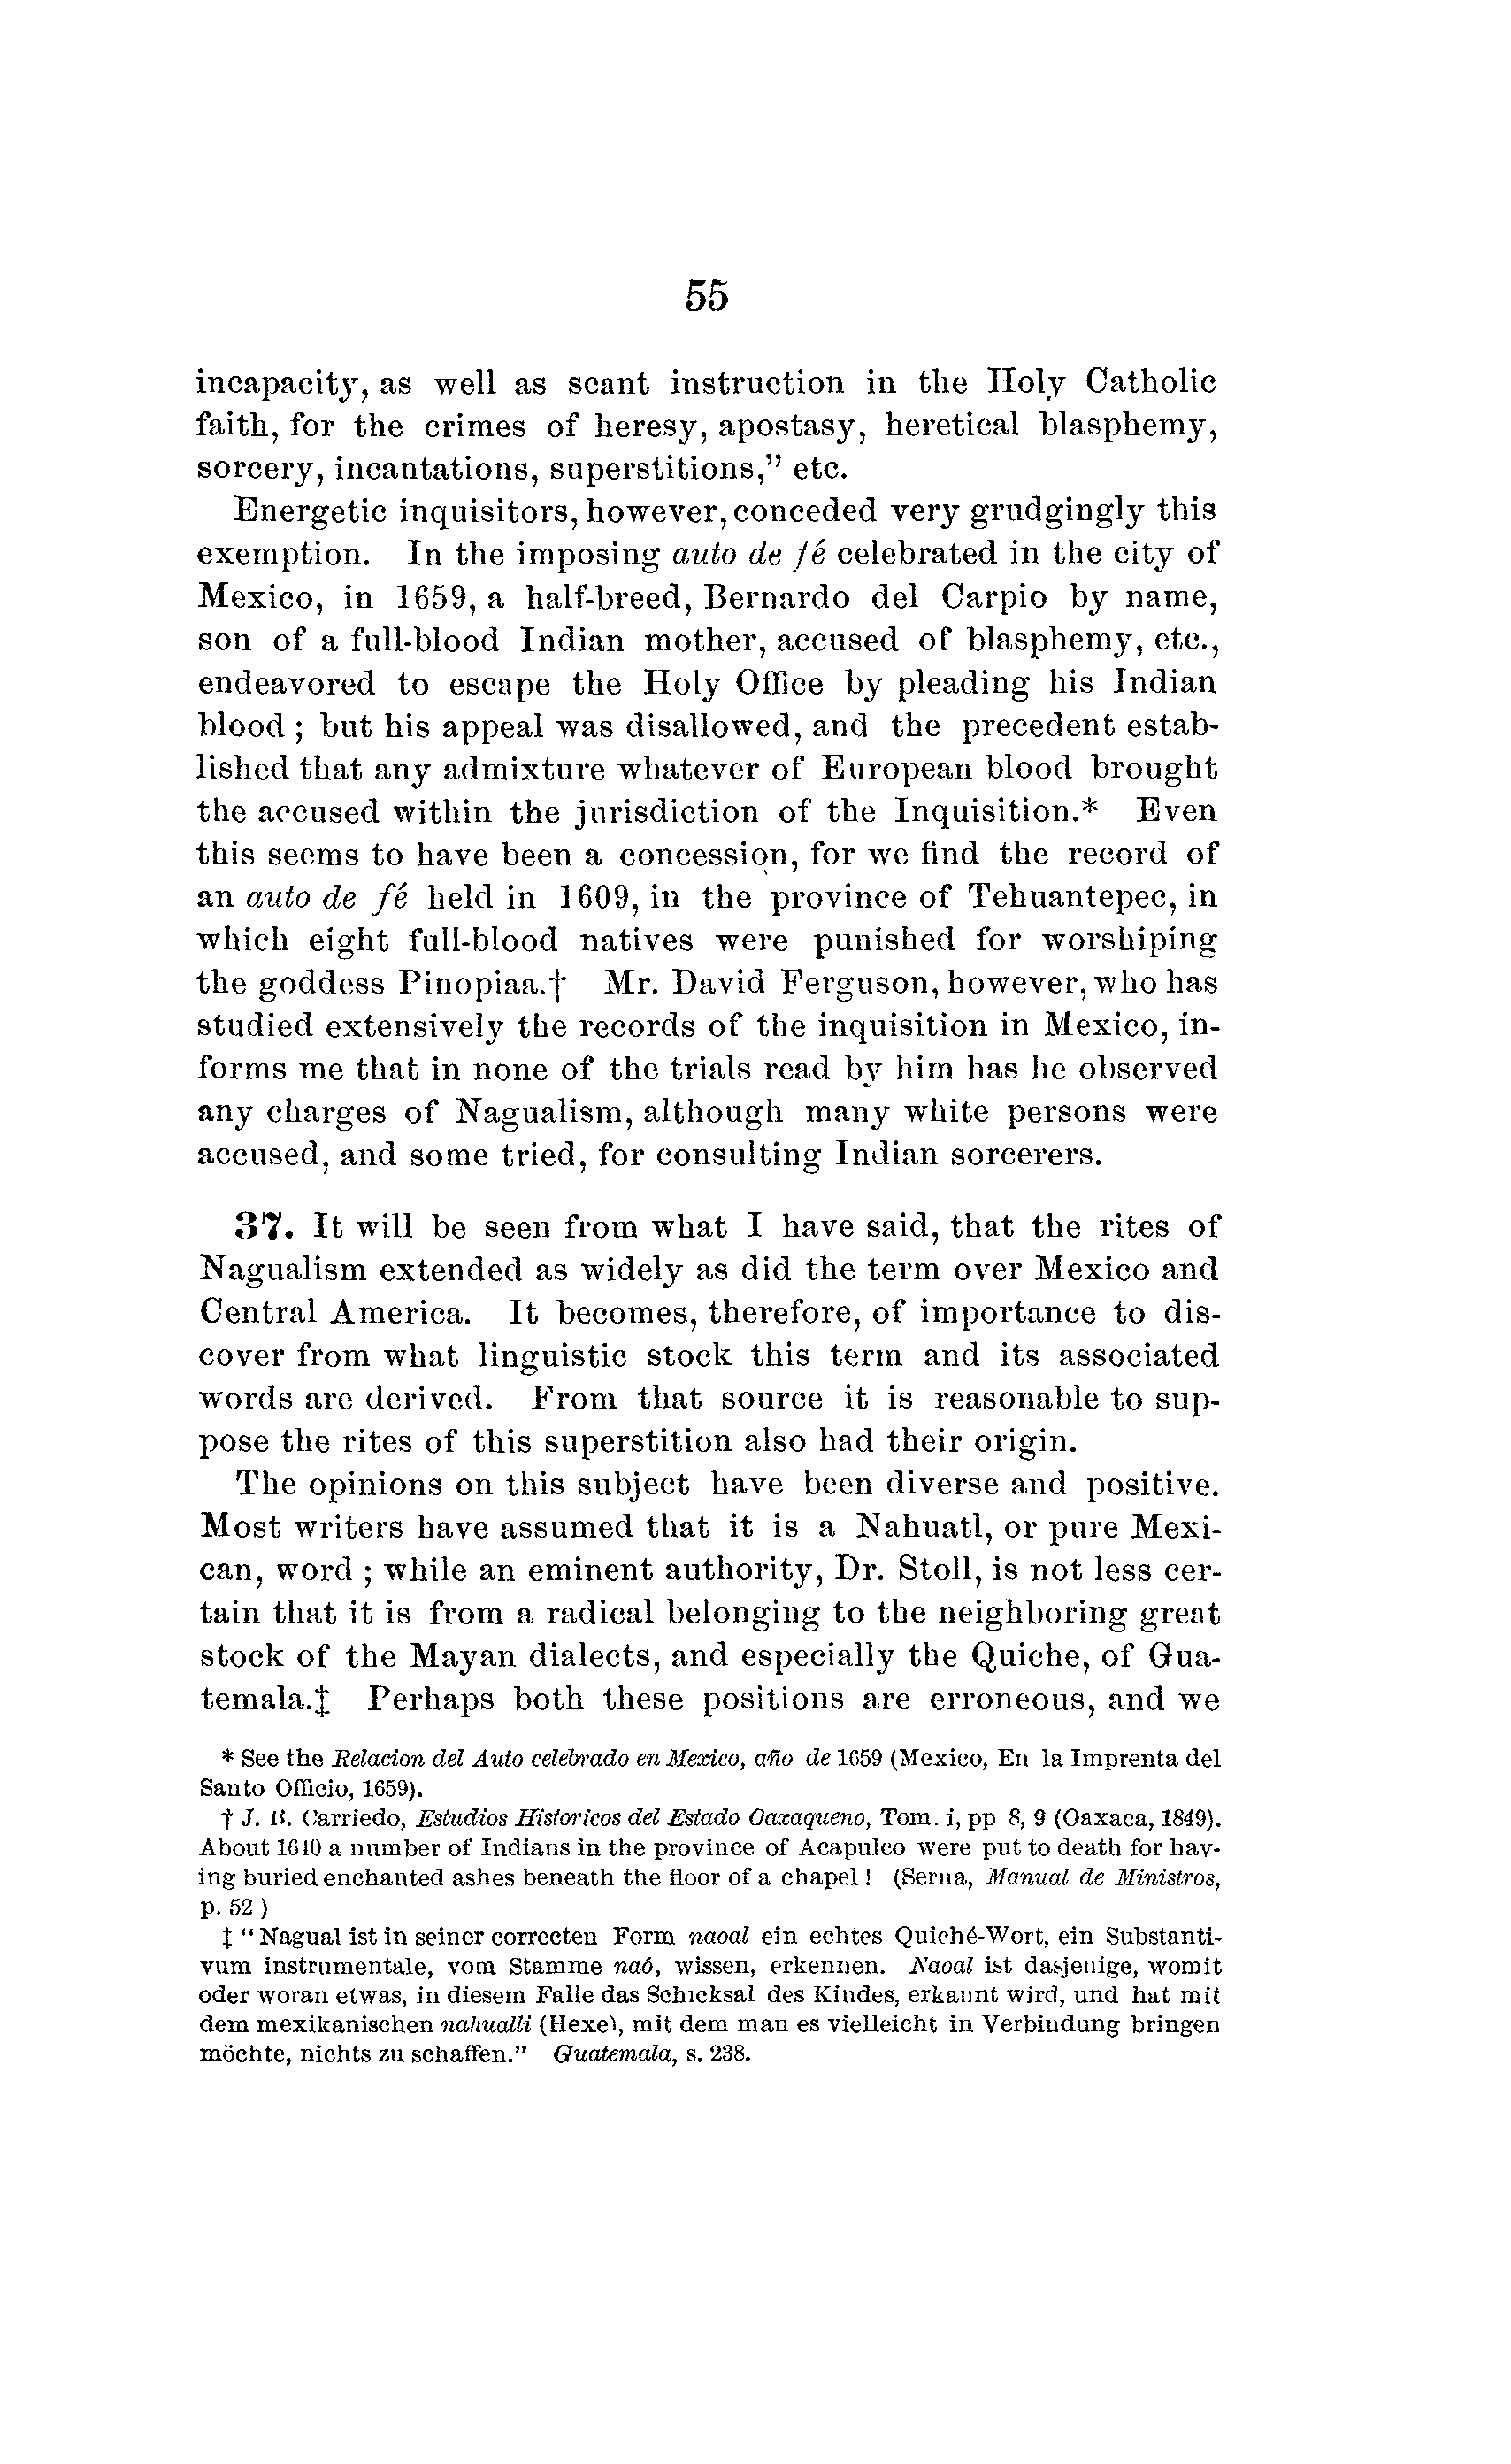 55
incapacity, as well as scant instruction in the Holy Catholic
faith, for the crimes of heresy, apostasy, heretical blasphemy,
sorcery, incantations, superstitions,” etc.
Energetic inquisitors, however, conceded very grudgingly this
exemption. In the imposing auto de fé celebrated in the city of
Mexico, in 1659, a half-breed, Bernardo del Carpio by name,
son of a full-blood Indian mother, accused of blasphemy, etc.,
endeavored to escape the Holy Office by pleading his Indian
blood ; but his appeal was disallowed, and the precedent estab-
lished that any admixture whatever of European blood brought
the accused within the jurisdiction of the Inquisition.* Even
this seems to have been a concession, for we find the record of
an auto de fé held in 1609, in the province of Tehuantepec, in
which eight full-blood natives were punished for worshiping
the goddess Pinopiaa.† Mr. David Ferguson, however, who has
studied extensively the records of the inquisition in Mexico, in-
forms me that in none of the trials read by him has he observed
any charges of Nagualism, although many white persons were
accused, and some tried, for consulting Indian sorcerers.
37. It will be seen from what I have said, that the rites of
Nagualism extended as widely as did the term over Mexico and
Central America. It becomes, therefore, of importance to dis-
cover from what linguistic stock this term and its associated
words are derived. From that source it is reasonable to sup-
pose the rites of this superstition also had their origin.
The opinions on this subject have been diverse and positive.
Most writers have assumed that it is a Nahuatl, or pure Mexi-
can, word ; while an eminent authority, Dr. Stoll, is not less cer-
tain that it is from a radical belonging to the neighboring great
stock of the Mayan dialects, and especially the Quiche, of Gua-
temala.‡ Perhaps both these positions are erroneous, and we
* See the Relacion del Auto celebrado en Mexico, año de 1659 (Mexico, En la Imprenta del
Santo Officio, 1659).
† J. B. Carriedo, Estudios Historicos del Estado Oaxaqueno, Tom. i, pp 8, 9 (Oaxaca, 1849).
About 1610 a number of Indians in the province of Acapulco were put to death for hav-
ing buried enchanted ashes beneath the floor of a chapel ! (Serna, Manual de Ministros,
p. 52 )
‡ “ Nagual ist in seiner correcten Form naoal ein echtes Quiché-Wort, ein Substanti-
vum instrumentale, vom Stamme naó, wissen, erkennen. Naoal ist dasjenige, womit
oder woran etwas, in diesem Falle das Schicksal des Kindes, erkannt wird, und hat mit
dem mexikanischen nahualli (Hexe), mit dem man es vielleicht in Verbindung bringen
möchte, nichts zu schaffen.” Guatemala, s. 238.